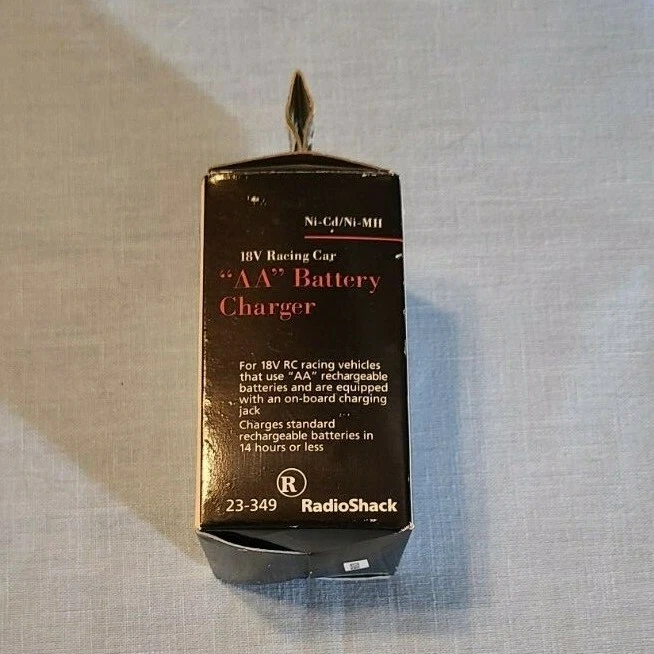 Ni-Cd/Ni-MH
18V Racing Car
“AA” Battery
Charger
For 18V RC racing vehicles
that use “AA” rechargeable
batteries and are equipped
with an on-board charging
jack
Charges standard
rechargeable batteries in
14 hours or less
R
23-349 RadioShack